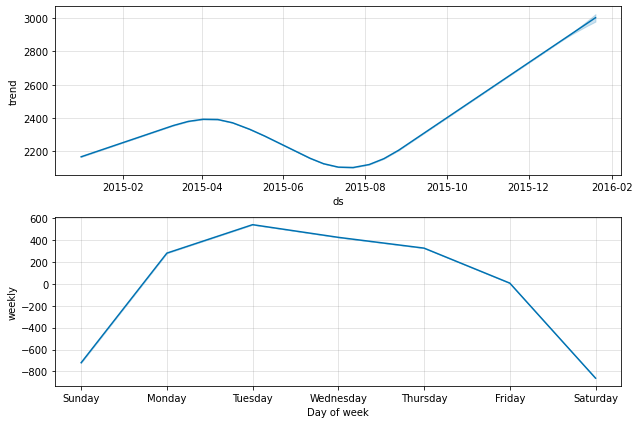 3000
2800
2600
2400
2200
trend
2015-02 2015-04 2015-06 2015-08 2015-10 2015-12 2016-02
ds
600
400
200
0
−200
−400
−600
−800
weekly
Sunday Monday Tuesday Wednesday Thursday Friday Saturday
Day of week